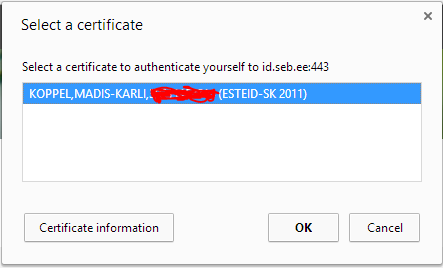 Select a certificate
Select a certificate to authenticate yourself to id.seb.ee:443
KOPPEL,MADIS-KARLI, (ESTEID-SK 2011)
Certificate information
OK
Cancel